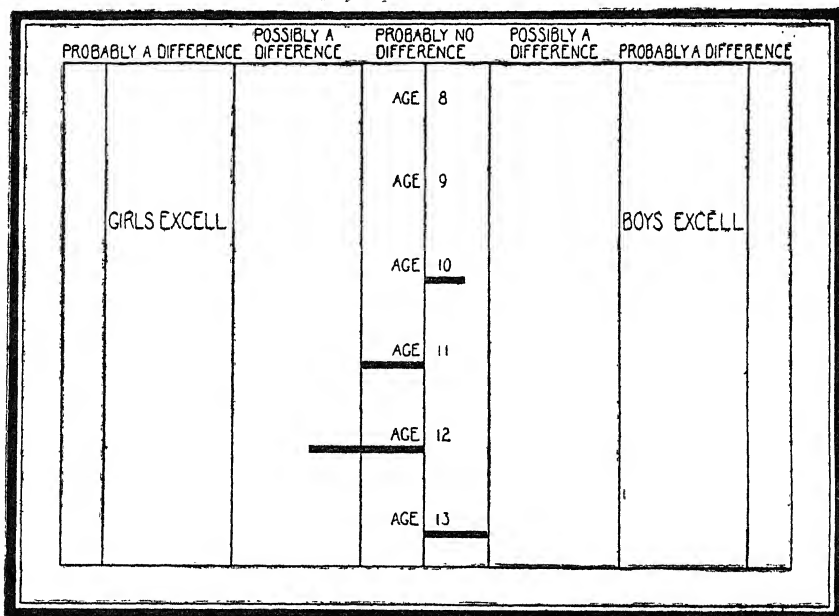 PROBABLY A DIFFERENCE
POSSIBLY A
DIFFERENCE
PROBABLY NO
DIFFERENCE
POSSIBLY A
DIFFERENCE
PROBABLY A DIFFERENCE
AGE 8
AGE 9
GIRLS EXCELL
BOYS EXCELL
AGE 10
AGE 11
AGE 12
AGE 13